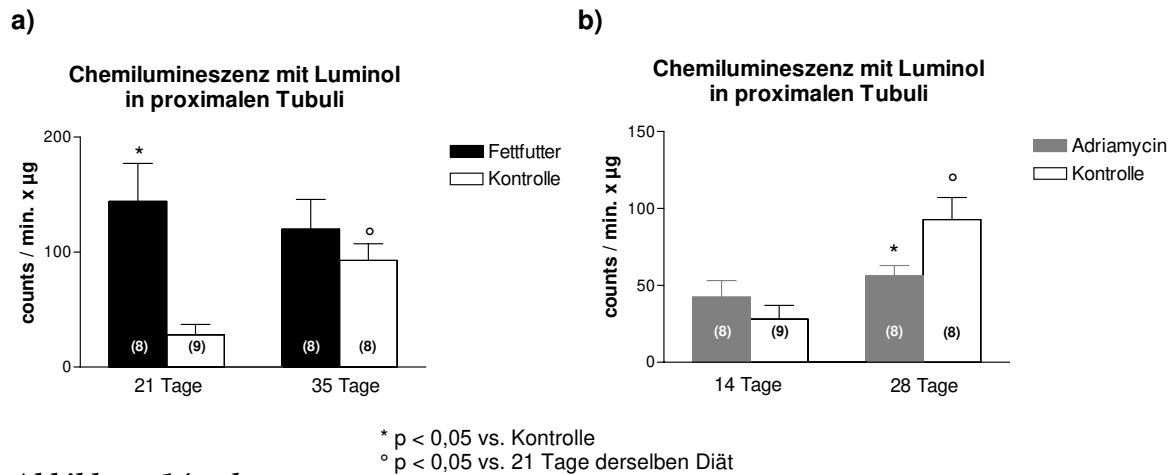 a)
Chemilumineszenz mit Luminol
in proximalen Tubuli
200
100
0
counts / min. x µg
*
°
(8)
(9)
(8)
(8)
21 Tage
35 Tage
Fettfutter
Kontrolle
b)
Chemilumineszenz mit Luminol
in proximalen Tubuli
150
100
50
0
counts / min. x µg
*
°
(8)
(9)
(8)
(8)
14 Tage
28 Tage
Adriamycin
Kontrolle
* p < 0,05 vs. Kontrolle
° p < 0,05 vs. 21 Tage derselben Diät